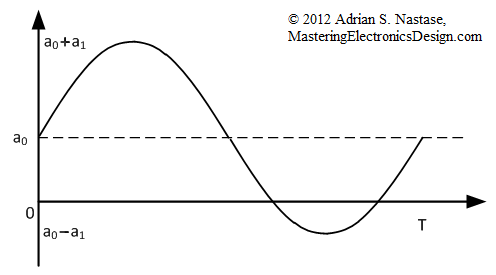 © 2012 Adrian S. Nastase,
MasteringElectronicsDesign.com
a₀+a₁
a₀
0
a₀−a₁
T